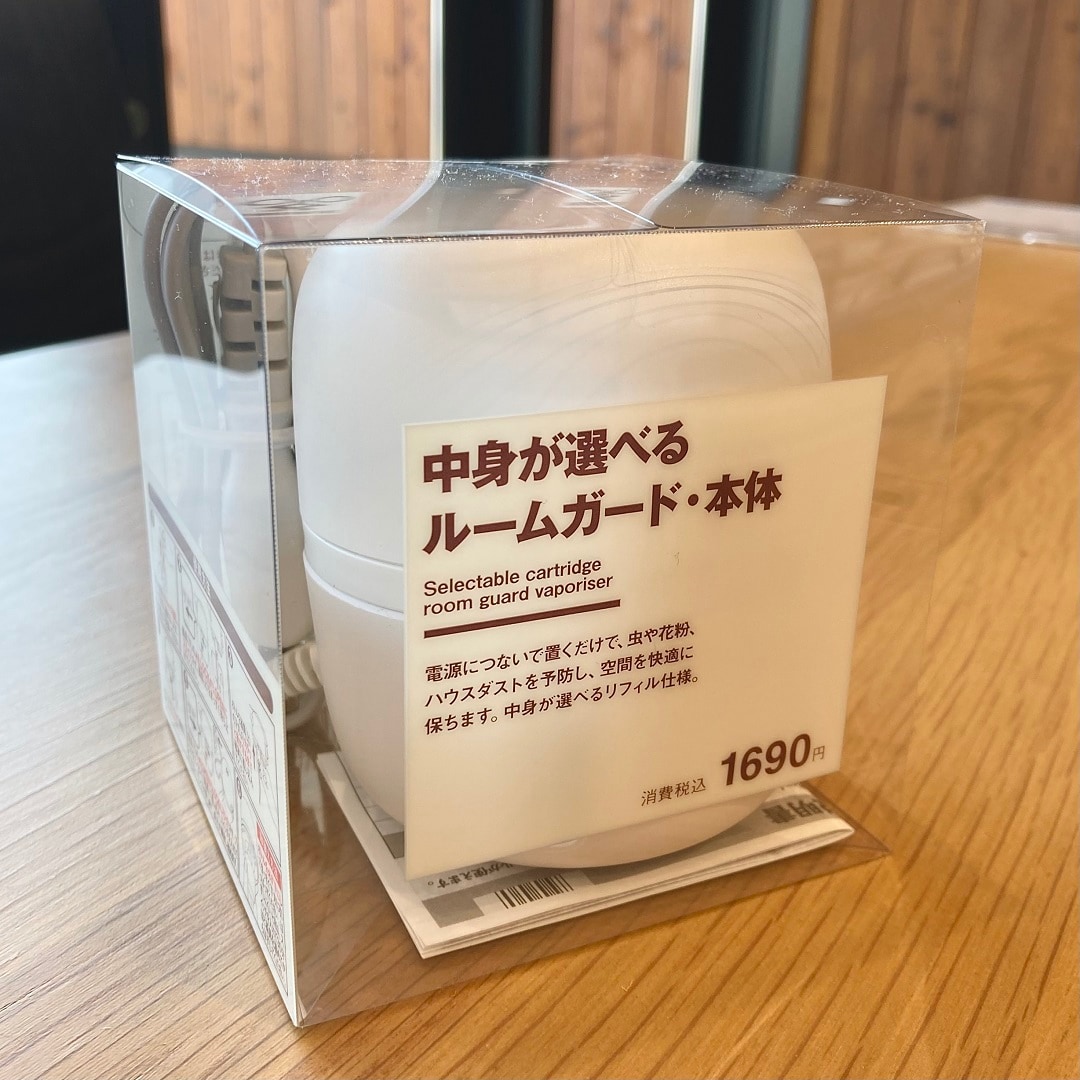 中身が選べる
ルームガード・本体
Selectable cartridge
room guard vaporiser
電源につないで置くだけで、虫や花粉、
ハウスダストを予防し、空間を快適に
保ちます。中身が選べるリフィル仕様。
消費税込 1690円